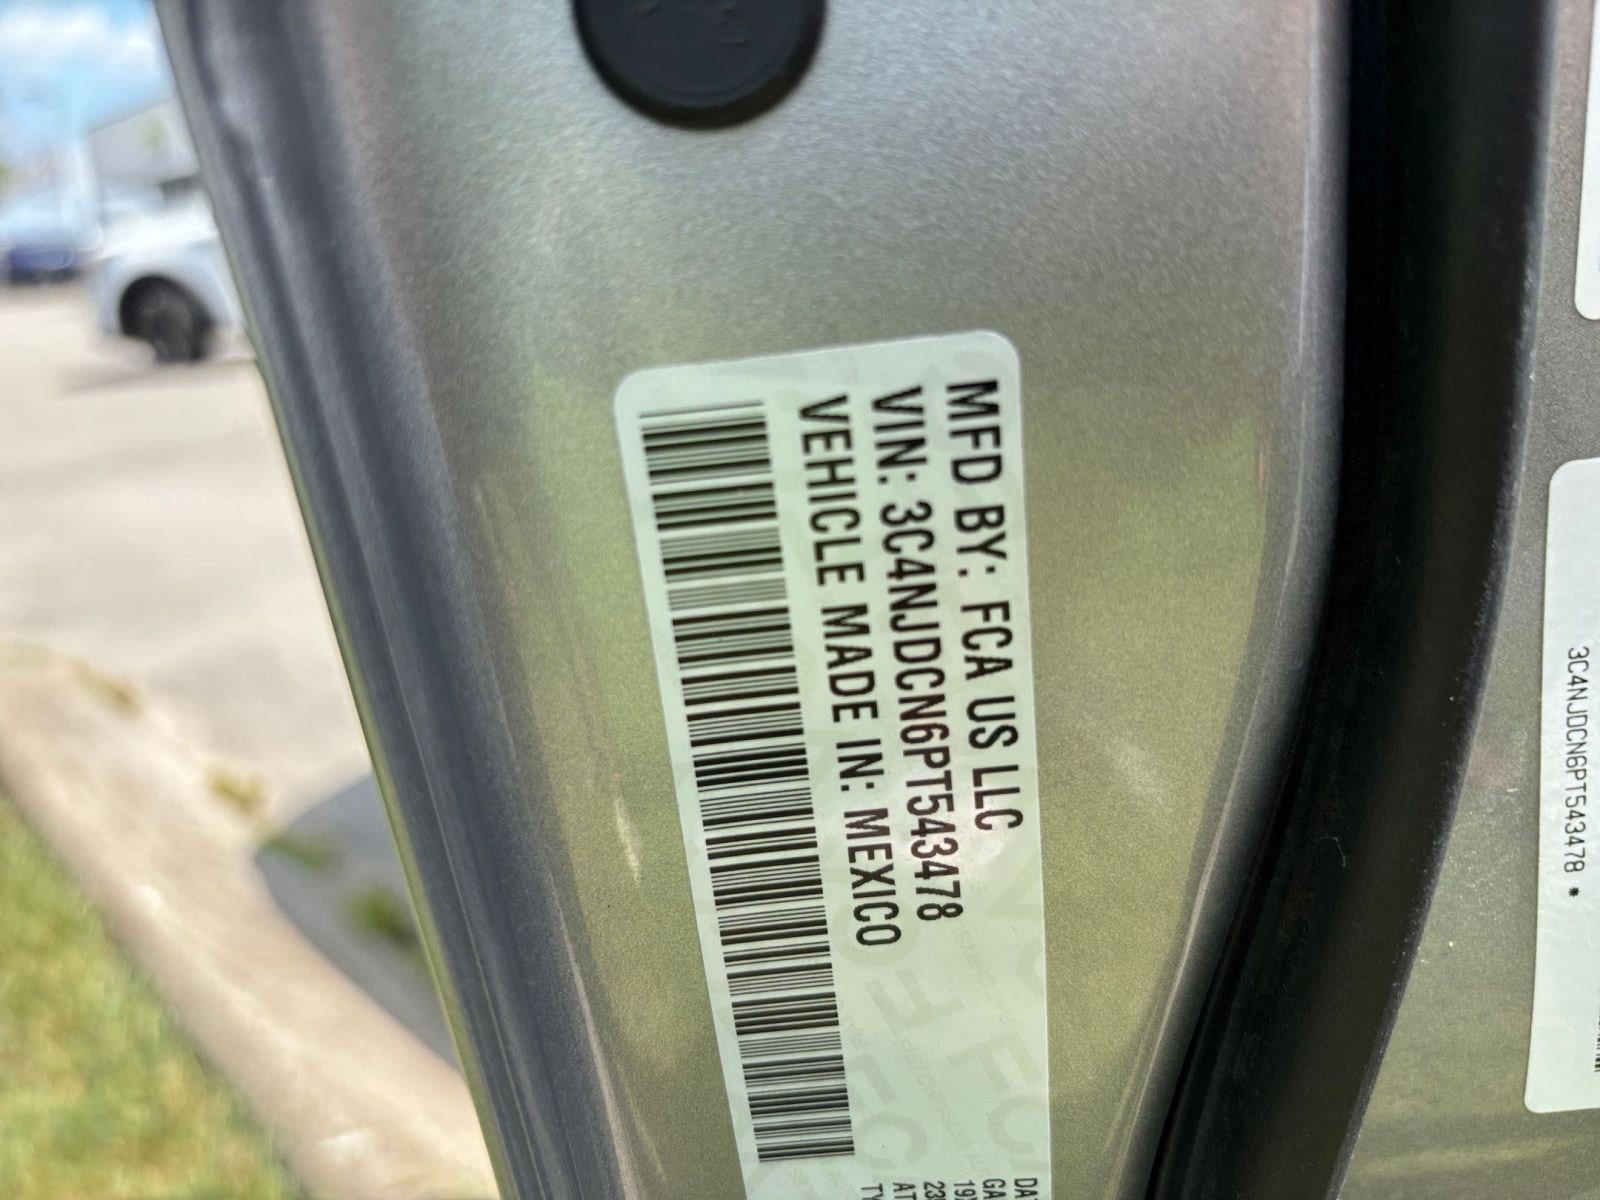 MFD BY: FCA US LLC
VIN: 3C4NJDCN6PT543478
VEHICLE MADE IN: MEXICO
3C4NJDCN6PT543478 *